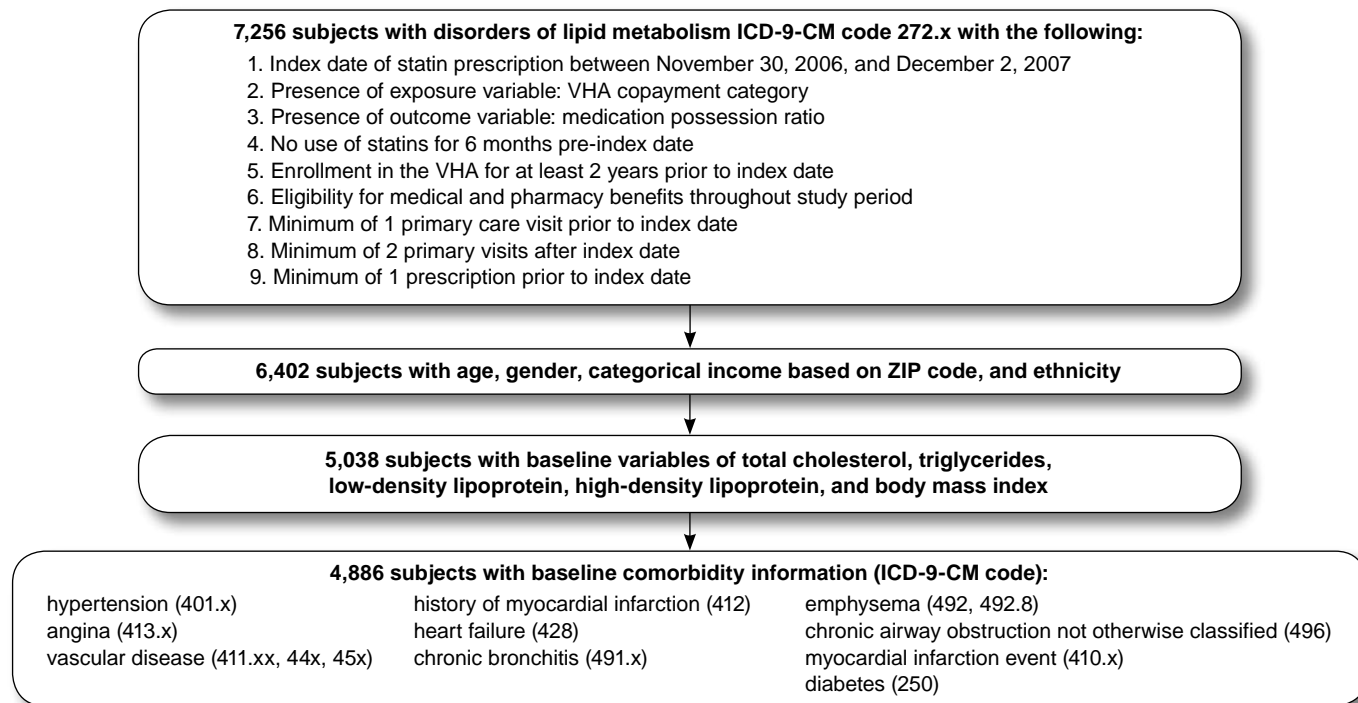 7,256 subjects with disorders of lipid metabolism ICD-9-CM code 272.x with the following:
1. Index date of statin prescription between November 30, 2006, and December 2, 2007
2. Presence of exposure variable: VHA copayment category
3. Presence of outcome variable: medication possession ratio
4. No use of statins for 6 months pre-index date
5. Enrollment in the VHA for at least 2 years prior to index date
6. Eligibility for medical and pharmacy benefits throughout study period
7. Minimum of 1 primary care visit prior to index date
8. Minimum of 2 primary visits after index date
9. Minimum of 1 prescription prior to index date
6,402 subjects with age, gender, categorical income based on ZIP code, and ethnicity
5,038 subjects with baseline variables of total cholesterol, triglycerides,
low-density lipoprotein, high-density lipoprotein, and body mass index
4,886 subjects with baseline comorbidity information (ICD-9-CM code):
hypertension (401.x)
angina (413.x)
vascular disease (411.xx, 44x, 45x)
history of myocardial infarction (412)
heart failure (428)
chronic bronchitis (491.x)
emphysema (492, 492.8)
chronic airway obstruction not otherwise classified (496)
myocardial infarction event (410.x)
diabetes (250)